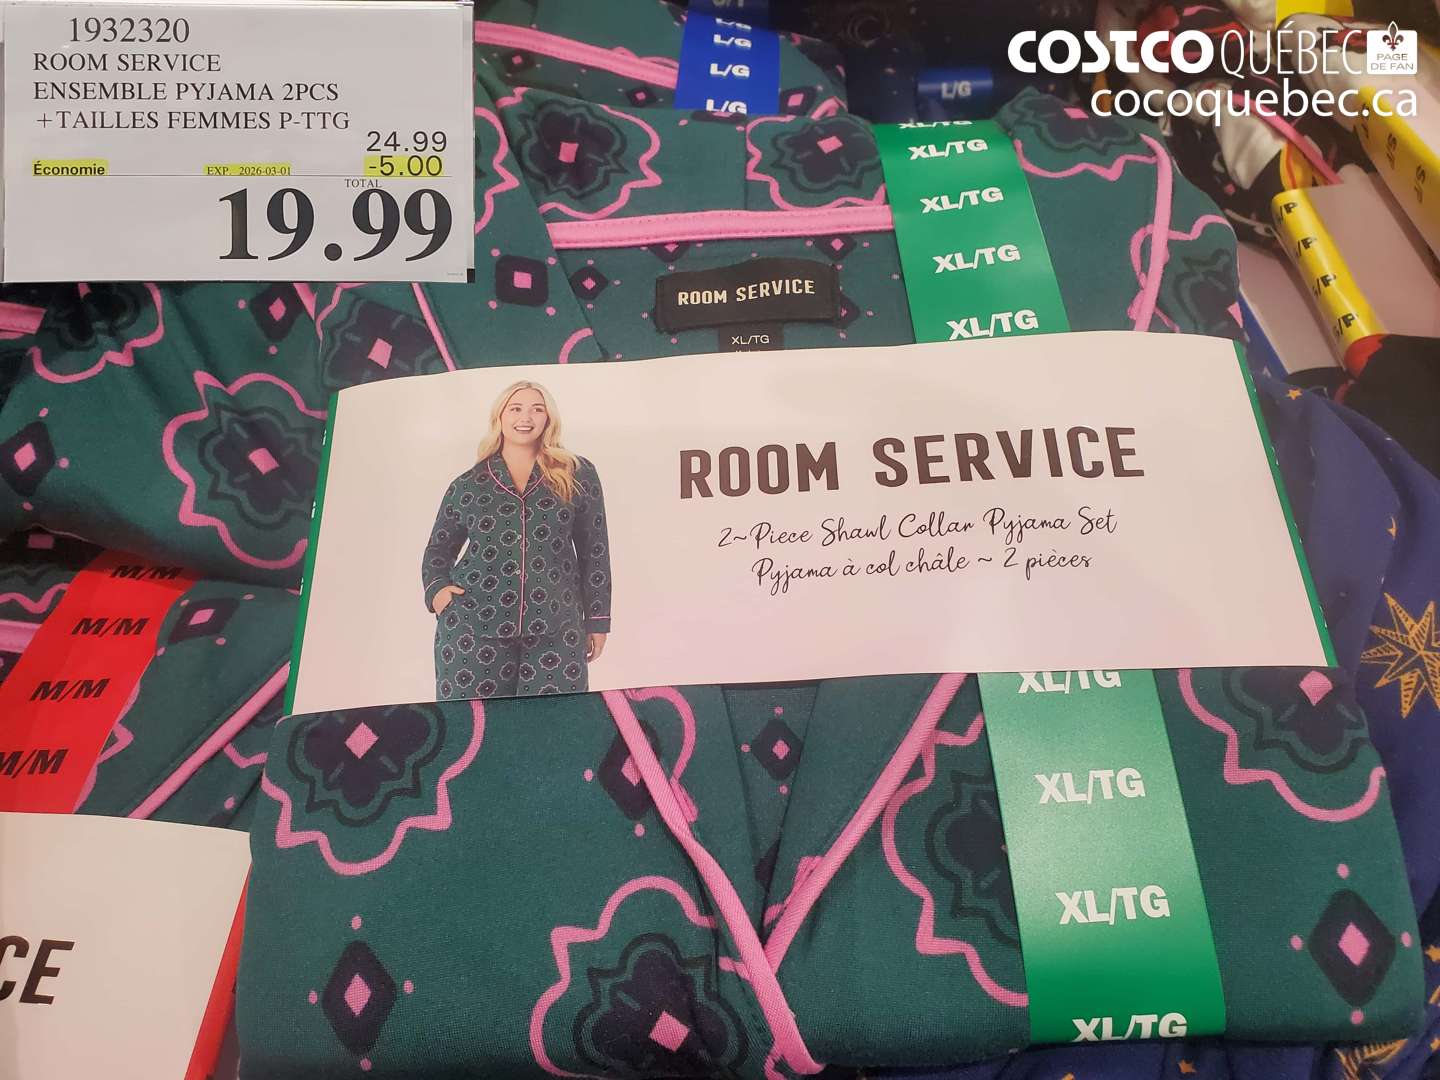 1932320
ROOM SERVICE
ENSEMBLE PYJAMA 2PCS
+TAILLES FEMMES P-TTG
24.99
Économie EXP. 2026-03-01 -5.00
TOTAL
19.99
COSTCO QUÉBEC PAGE DE FAN
cocoquebec.ca
L/G
L/G
L/G
L/G
XL/TG
XL/TG
XL/TG
XL/TG
XL/TG
ROOM SERVICE
XL/TG
ROOM SERVICE
2~Piece Shawl Collar Pyjama Set
Pyjama à col châle ~ 2 pièces
M/M
M/M
M/M
M/M
XL/TG
XL/TG
XL/TG
XL/TG
CE